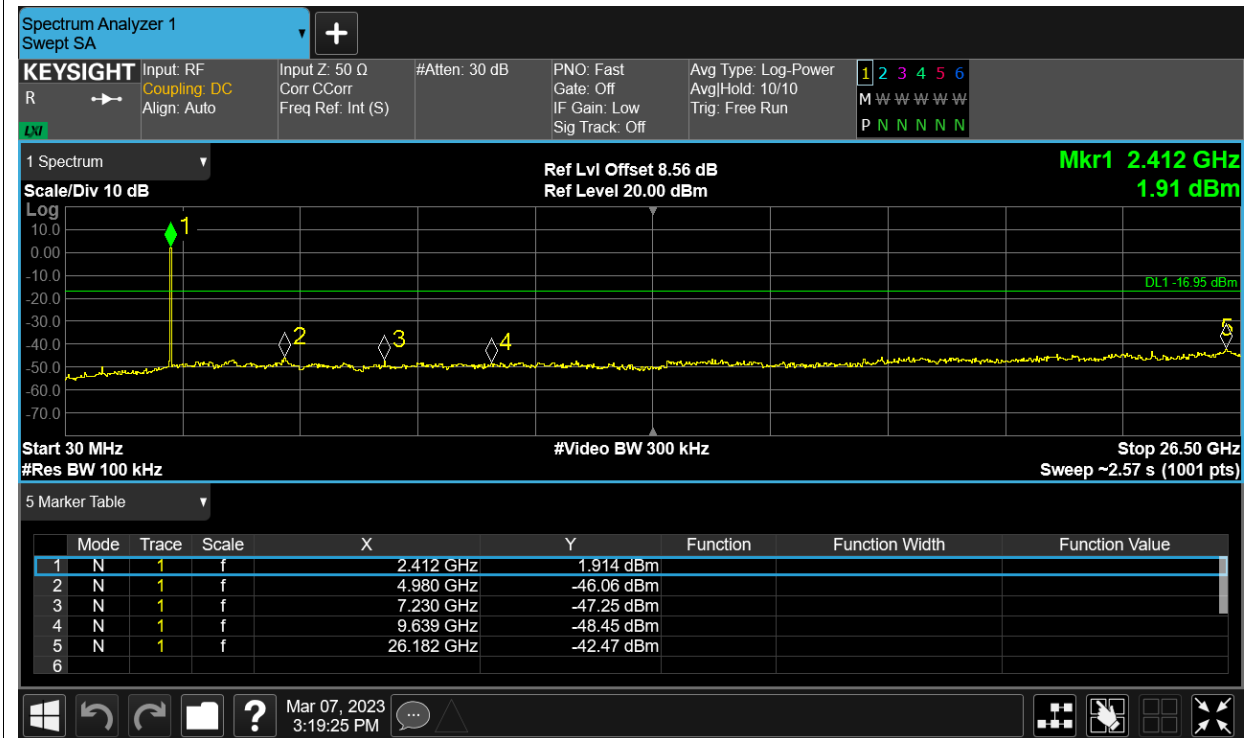 Spectrum Analyzer 1
Swept SA
KEYSIGHT
R
LXI
Input: RF
Coupling: DC
Align: Auto
Input Z: 50 Ω
Corr CCorr
Freq Ref: Int (S)
#Atten: 30 dB
PNO: Fast
Gate: Off
IF Gain: Low
Sig Track: Off
Avg Type: Log-Power
Avg|Hold: 10/10
Trig: Free Run
1 2 3 4 5 6
M W W W W W
P N N N N N
1 Spectrum
Scale/Div 10 dB
Ref Lvl Offset 8.56 dB
Ref Level 20.00 dBm
Mkr1 2.412 GHz
1.91 dBm
Log
10.0
0.00
-10.0
-20.0
-30.0
-40.0
-50.0
-60.0
-70.0
1
DL1 -16.95 dBm
2
3
4
5
Start 30 MHz
#Video BW 300 kHz
Stop 26.50 GHz
#Res BW 100 kHz
Sweep ~2.57 s (1001 pts)
5 Marker Table
Mode Trace Scale X Y Function Function Width Function Value
1 N 1 f 2.412 GHz 1.914 dBm
2 N 1 f 4.980 GHz -46.06 dBm
3 N 1 f 7.230 GHz -47.25 dBm
4 N 1 f 9.639 GHz -48.45 dBm
5 N 1 f 26.182 GHz -42.47 dBm
6
?
Mar 07, 2023
3:19:25 PM